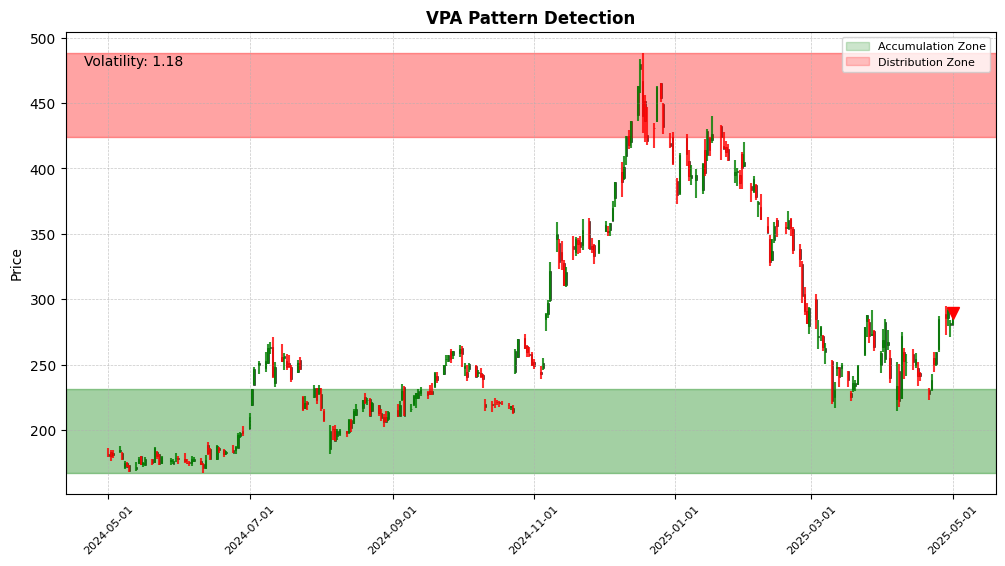 VPA Pattern Detection
Volatility: 1.18
Accumulation Zone
Distribution Zone
Price
500
450
400
350
300
250
200
2024-05-01
2024-07-01
2024-09-01
2024-11-01
2025-01-01
2025-03-01
2025-05-01